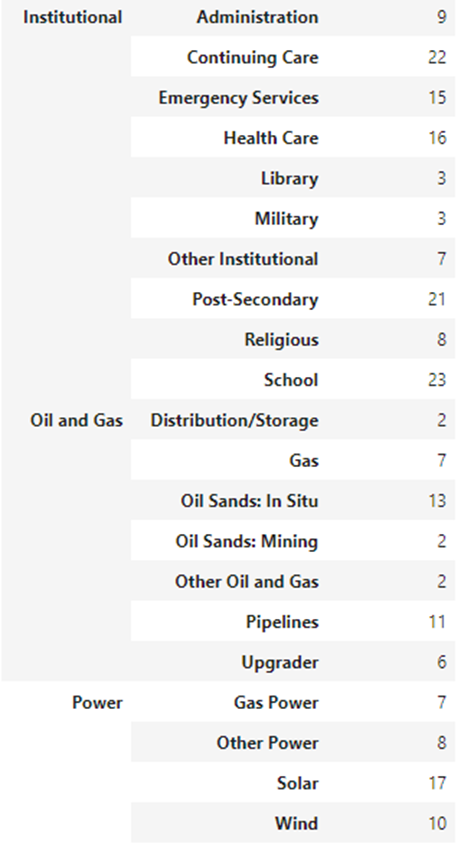 Institutional Administration 9
Continuing Care 22
Emergency Services 15
Health Care 16
Library 3
Military 3
Other Institutional 7
Post-Secondary 21
Religious 8
School 23
Oil and Gas Distribution/Storage 2
Gas 7
Oil Sands: In Situ 13
Oil Sands: Mining 2
Other Oil and Gas 2
Pipelines 11
Upgrader 6
Power Gas Power 7
Other Power 8
Solar 17
Wind 10